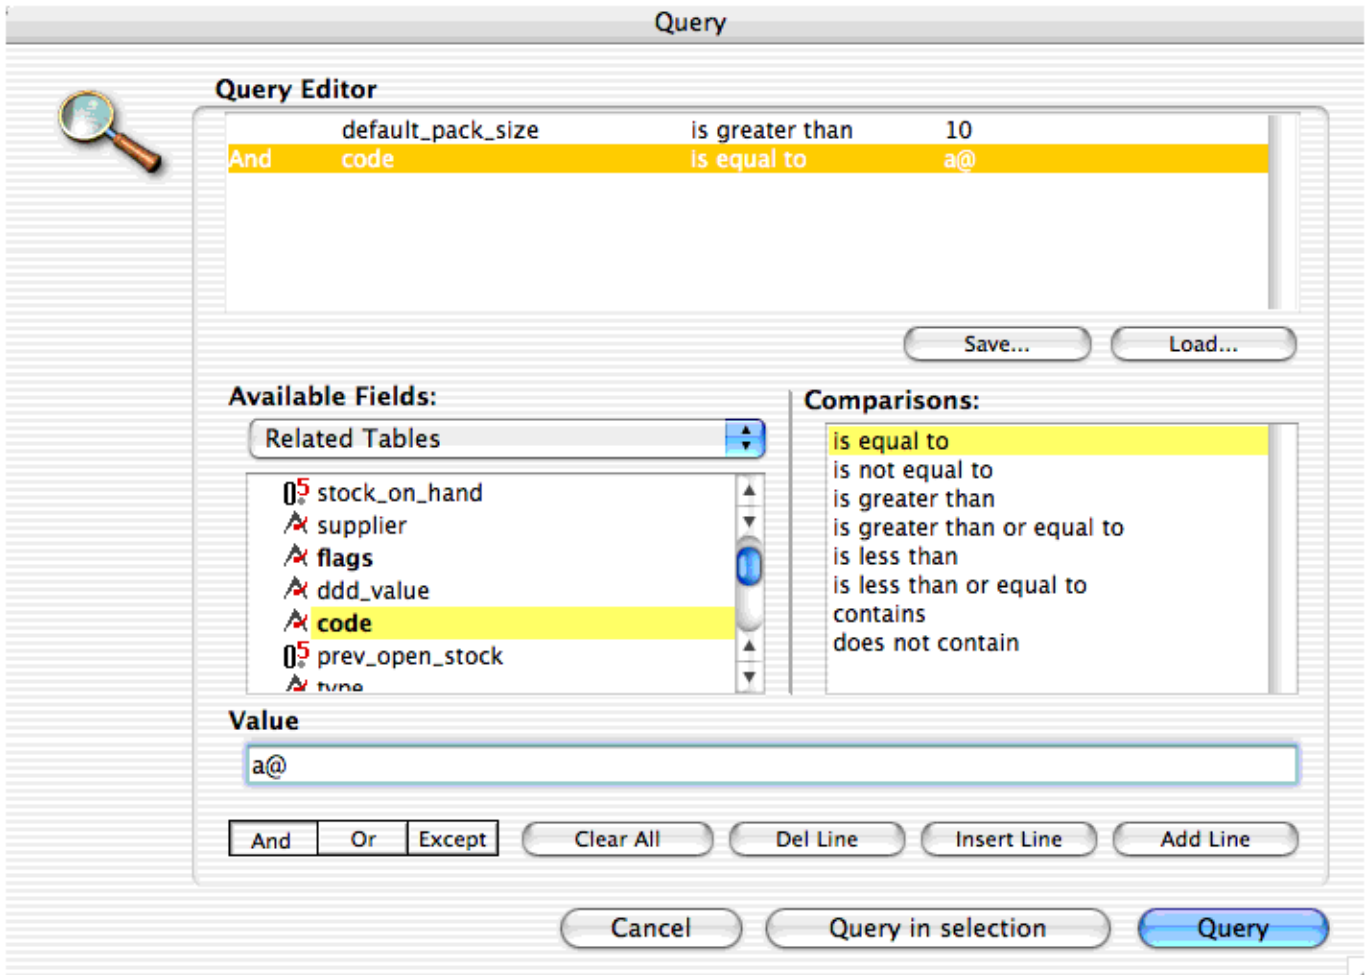 Query
Query Editor
default_pack_size is greater than 10
And code is equal to a@
Save... Load...
Available Fields:
Related Tables
stock_on_hand
supplier
flags
ddd_value
code
prev_open_stock
type
Comparisons:
is equal to
is not equal to
is greater than
is greater than or equal to
is less than
is less than or equal to
contains
does not contain
Value
a@
And Or Except Clear All Del Line Insert Line Add Line
Cancel Query in selection Query